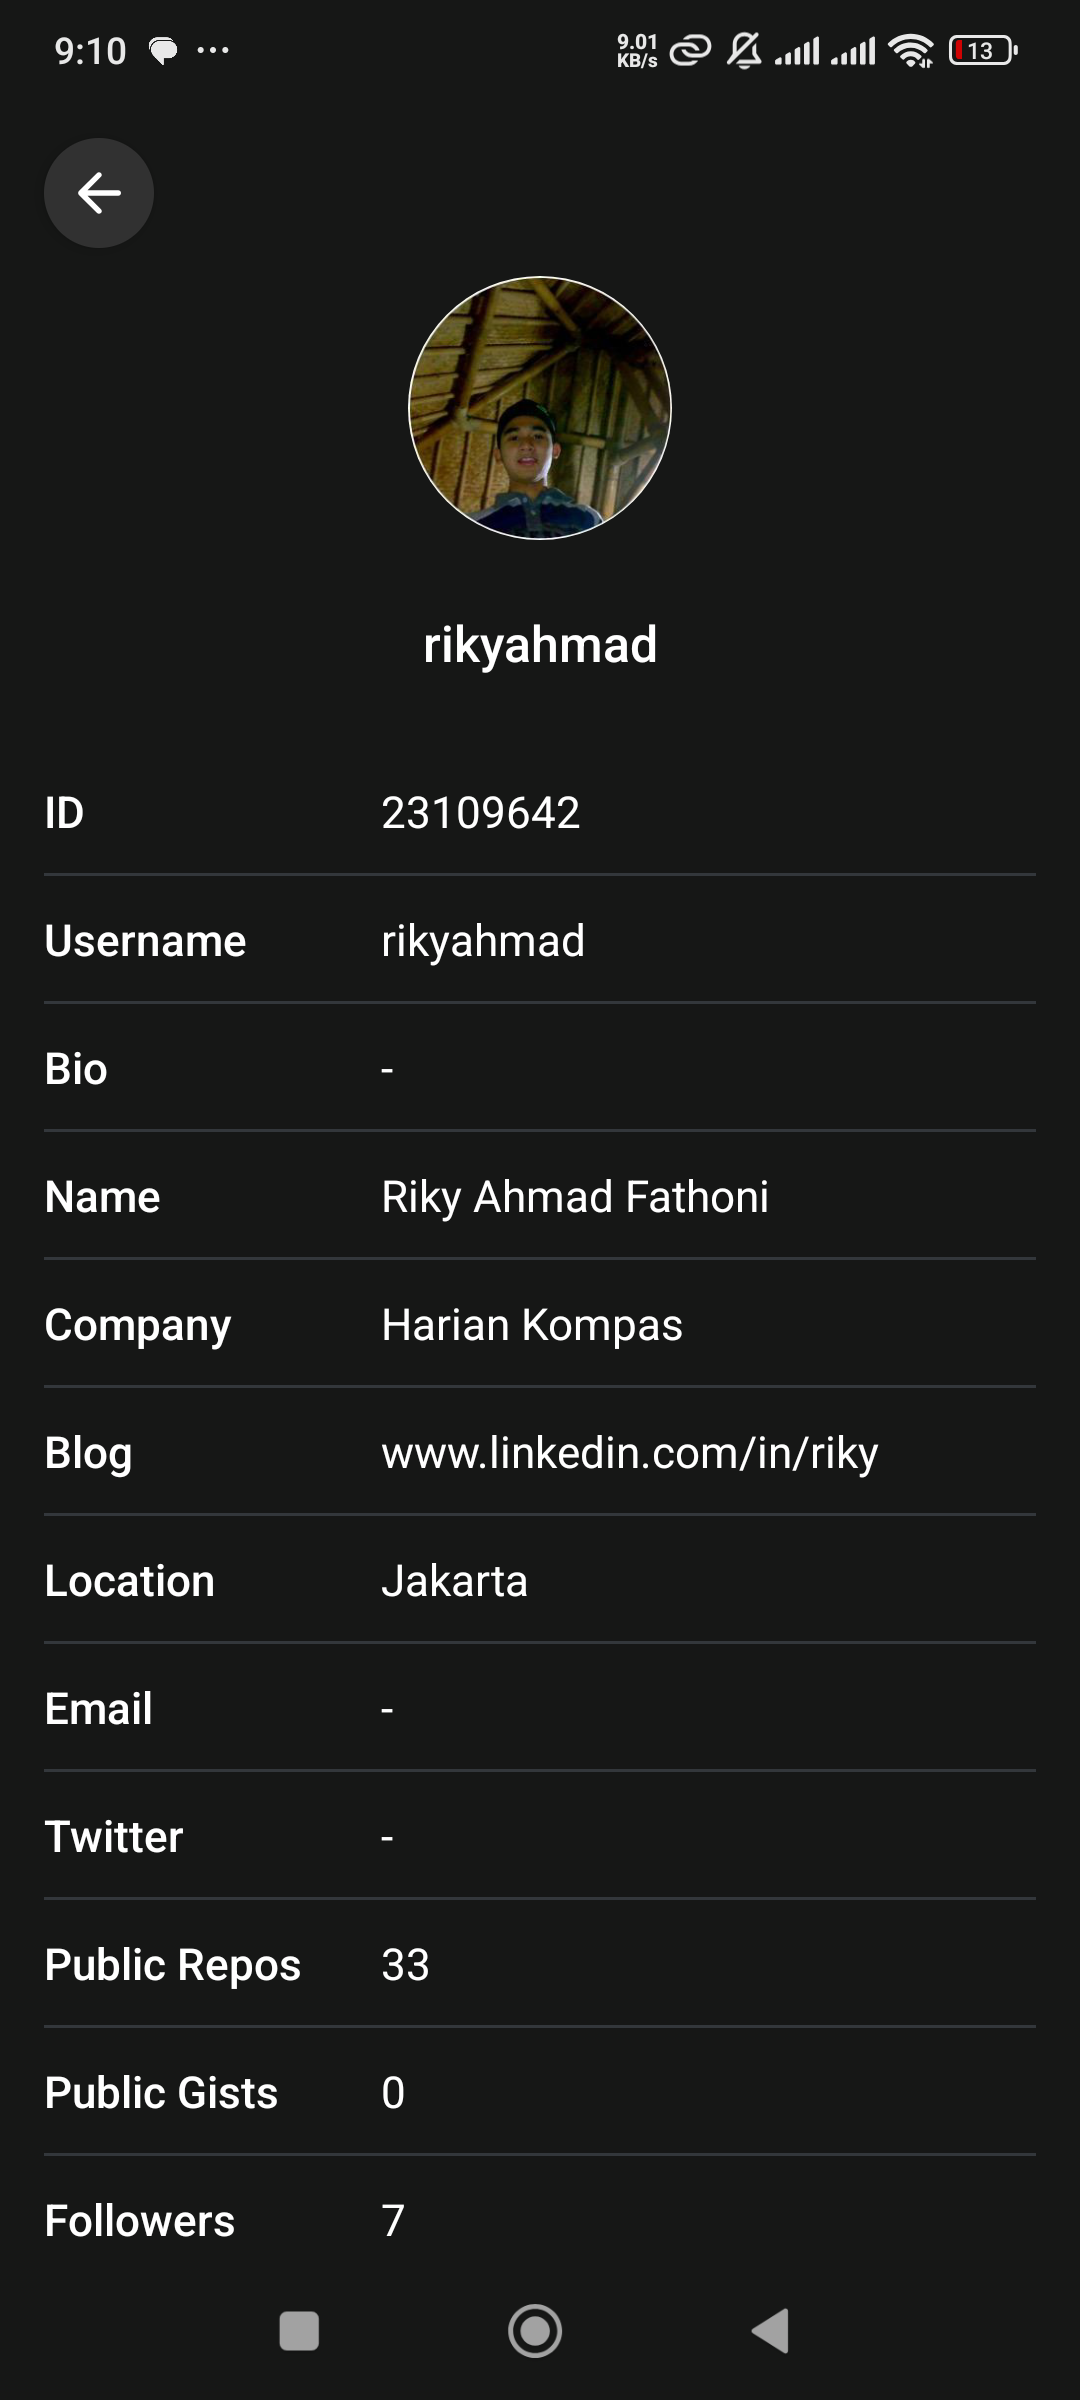 9:10 ... 9.01 KB/s 13
rikyahmad
ID 23109642
Username rikyahmad
Bio -
Name Riky Ahmad Fathoni
Company Harian Kompas
Blog www.linkedin.com/in/riky
Location Jakarta
Email -
Twitter -
Public Repos 33
Public Gists 0
Followers 7